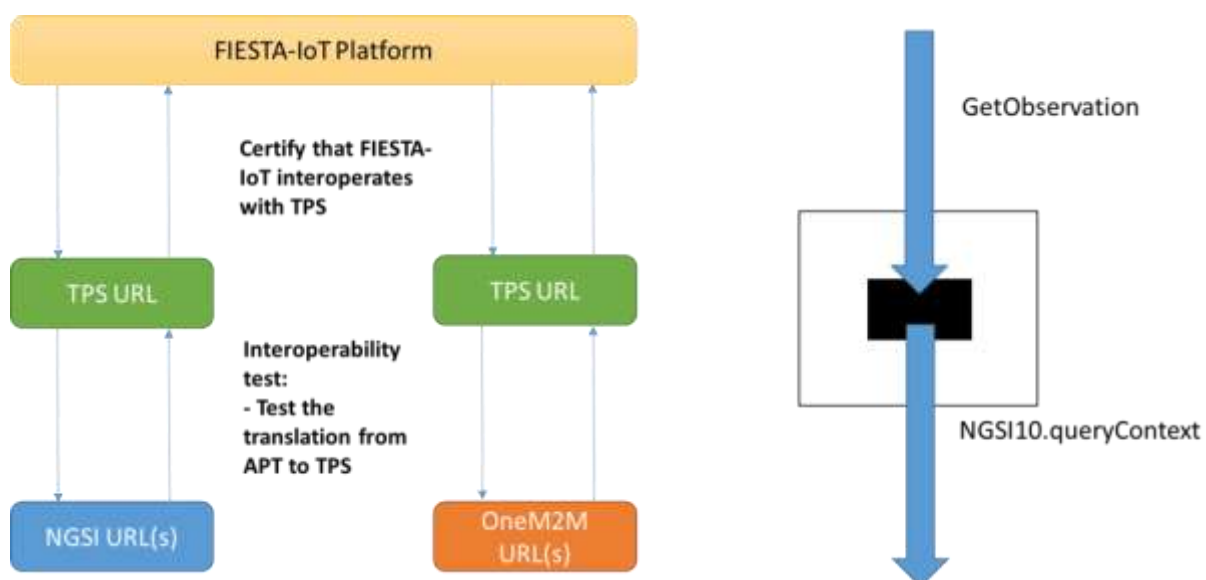 FIESTA-IoT Platform
Certify that FIESTA-
IoT interoperates
with TPS
TPS URL
TPS URL
Interoperability
test:
- Test the
translation from
APT to TPS
NGSI URL(s)
OneM2M
URL(s)
GetObservation
NGSI10.queryContext